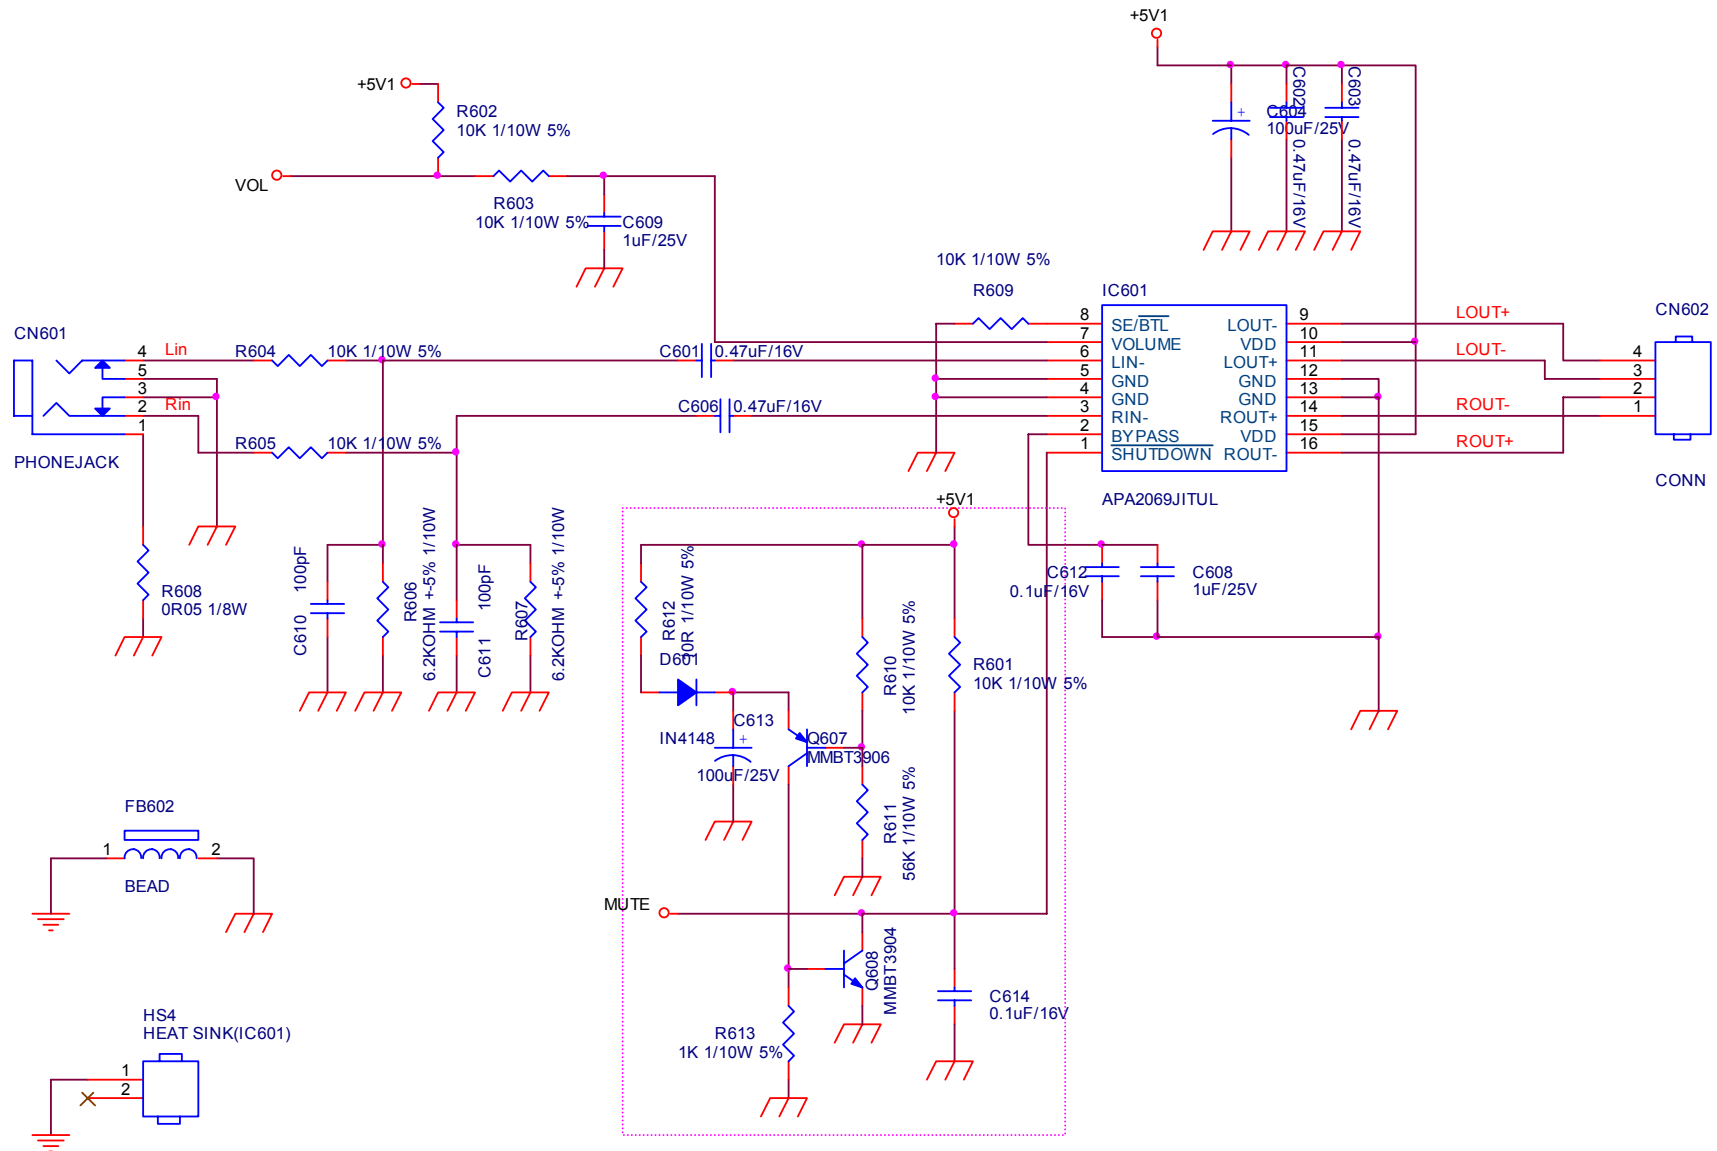 +5V1
+5V1
R602
10K 1/10W 5%
VOL
R603
10K 1/10W 5%
C609
1uF/25V
C604
100uF/25V
C602
0.47uF/16V
C603
0.47uF/16V
10K 1/10W 5%
R609
IC601
8
7
6
5
4
3
2
1
SE/BTL
VOLUME
LIN-
GND
GND
RIN-
BYPASS
SHUTDOWN
LOUT-
VDD
LOUT+
GND
GND
ROUT+
VDD
ROUT-
9
10
11
12
13
14
15
16
APA2069JITUL
LOUT+
LOUT-
ROUT-
ROUT+
CN602
4
3
2
1
CONN
CN601
4
5
3
2
1
Lin
Rin
PHONEJACK
R604
10K 1/10W 5%
C601
0.47uF/16V
C606
0.47uF/16V
R605
10K 1/10W 5%
R608
0R05 1/8W
C610
100pF
R606
6.2KOHM +-5% 1/10W
C611
100pF
R607
6.2KOHM +-5% 1/10W
+5V1
R612
1/10W 5%
D601
IN4148
C613
+
100uF/25V
Q607
MMBT3906
R610
10K 1/10W 5%
R611
56K 1/10W 5%
R601
10K 1/10W 5%
C612
0.1uF/16V
C608
1uF/25V
MUTE
Q608
MMBT3904
C614
0.1uF/16V
R613
1K 1/10W 5%
FB602
1
2
BEAD
HS4
HEAT SINK(IC601)
1
2